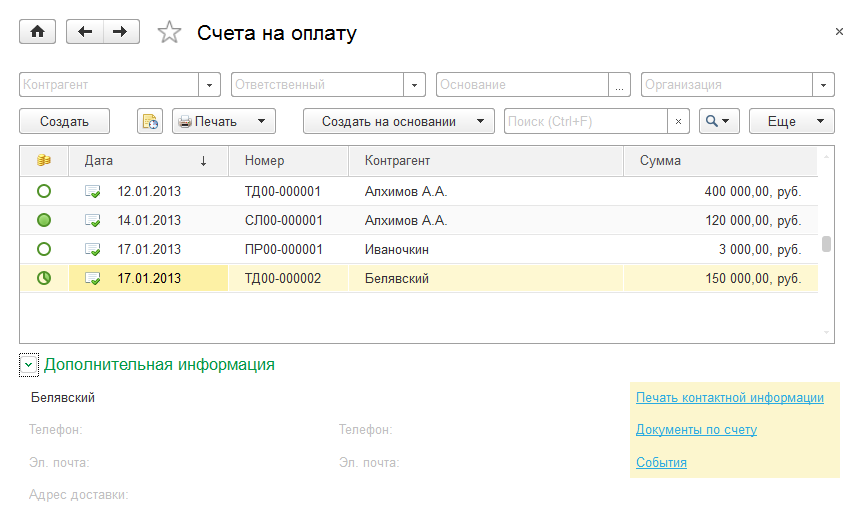 Счета на оплату
Контрагент Ответственный Основание ... Организация
Создать Печать Создать на основании Поиск (Ctrl+F) × Еще
Дата ↓ Номер Контрагент Сумма
12.01.2013 ТД00-000001 Алхимов А.А. 400 000,00, руб.
14.01.2013 СЛ00-000001 Алхимов А.А. 120 000,00, руб.
17.01.2013 ПР00-000001 Иваночкин 3 000,00, руб.
17.01.2013 ТД00-000002 Белявский 150 000,00, руб.
Дополнительная информация
Белявский Печать контактной информации
Телефон: Телефон: Документы по счету
Эл. почта: Эл. почта: События
Адрес доставки: